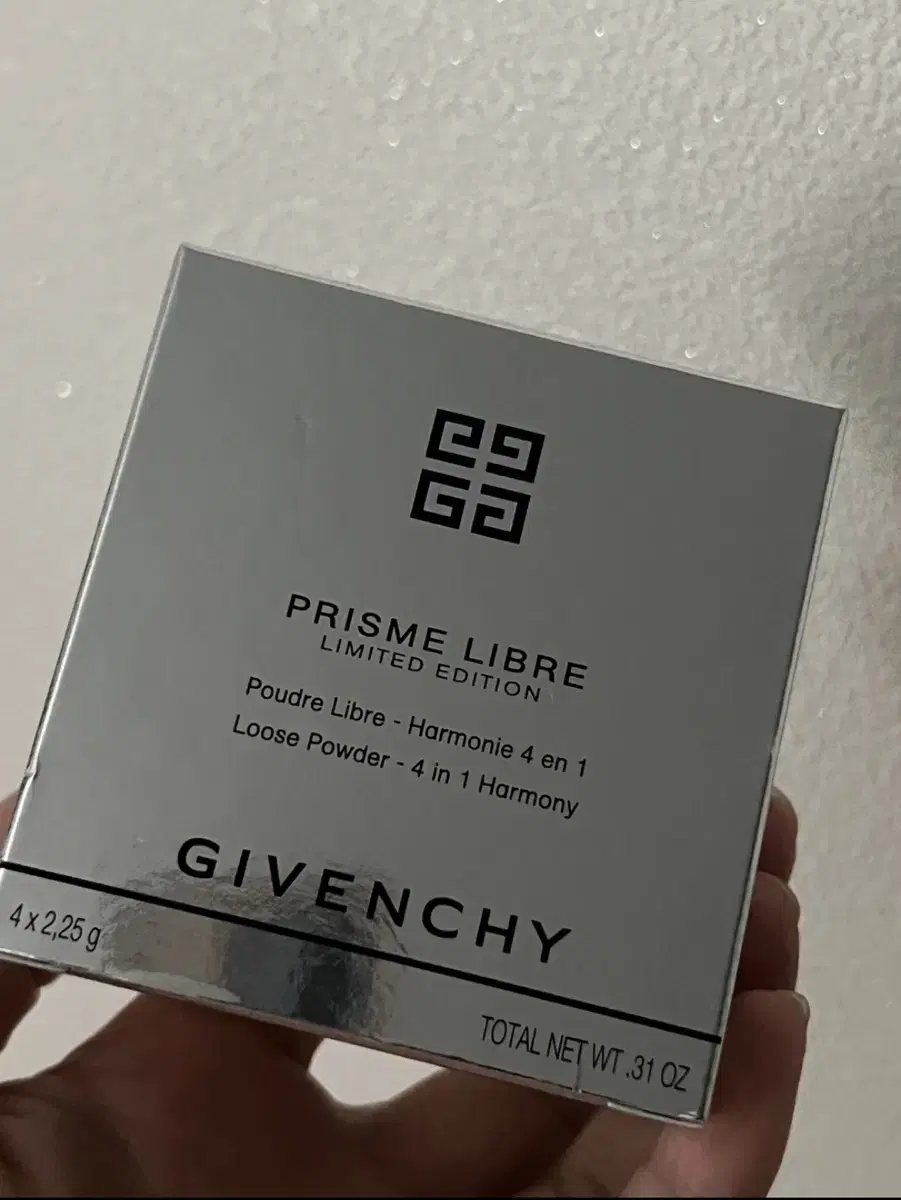 PRISME LIBRE
LIMITED EDITION
Poudre Libre - Harmonie 4 en 1
Loose Powder - 4 in 1 Harmony
GIVENCHY
4 x 2,25 g
TOTAL NET WT .31 OZ